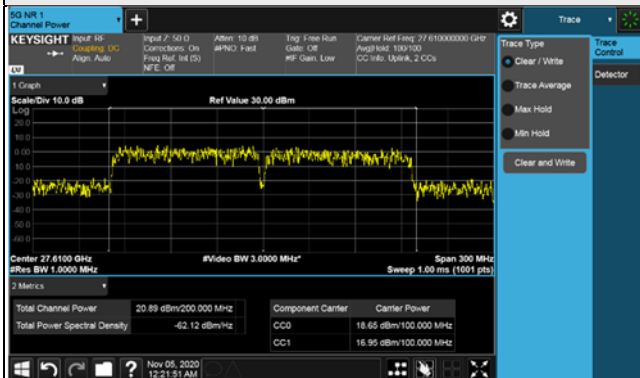 5G NR 1
Channel Power
KEYSIGHT
Input: RF
Coupling: DC
Align: Auto
Input Z: 50 Ω
Corrections: On
Freq Ref: Int (S)
NFE: Off
Atten: 10 dB
#PNO: Fast
Trig: Free Run
Gate: Off
#IF Gain: Low
Carrier Ref Freq: 27.610000000 GHz
Avg|Hold: 100/100
CC Info: Uplink, 2 CCs
LXI
1 Graph
Scale/Div 10.0 dB
Ref Value 30.00 dBm
Log
20.0
10.0
0.00
-10.0
-20.0
-30.0
-40.0
-50.0
-60.0
Center 27.6100 GHz
#Video BW 3.0000 MHz*
Span 300 MHz
#Res BW 1.0000 MHz
Sweep 1.00 ms (1001 pts)
2 Metrics
Total Channel Power 20.89 dBm/200.000 MHz
Total Power Spectral Density -62.12 dBm/Hz
Component Carrier Carrier Power
CC0 18.65 dBm/100.000 MHz
CC1 16.95 dBm/100.000 MHz
Nov 05, 2020
12:21:51 AM
Trace
Trace Type
Clear / Write
Trace Average
Max Hold
Min Hold
Clear and Write
Trace
Control
Detector